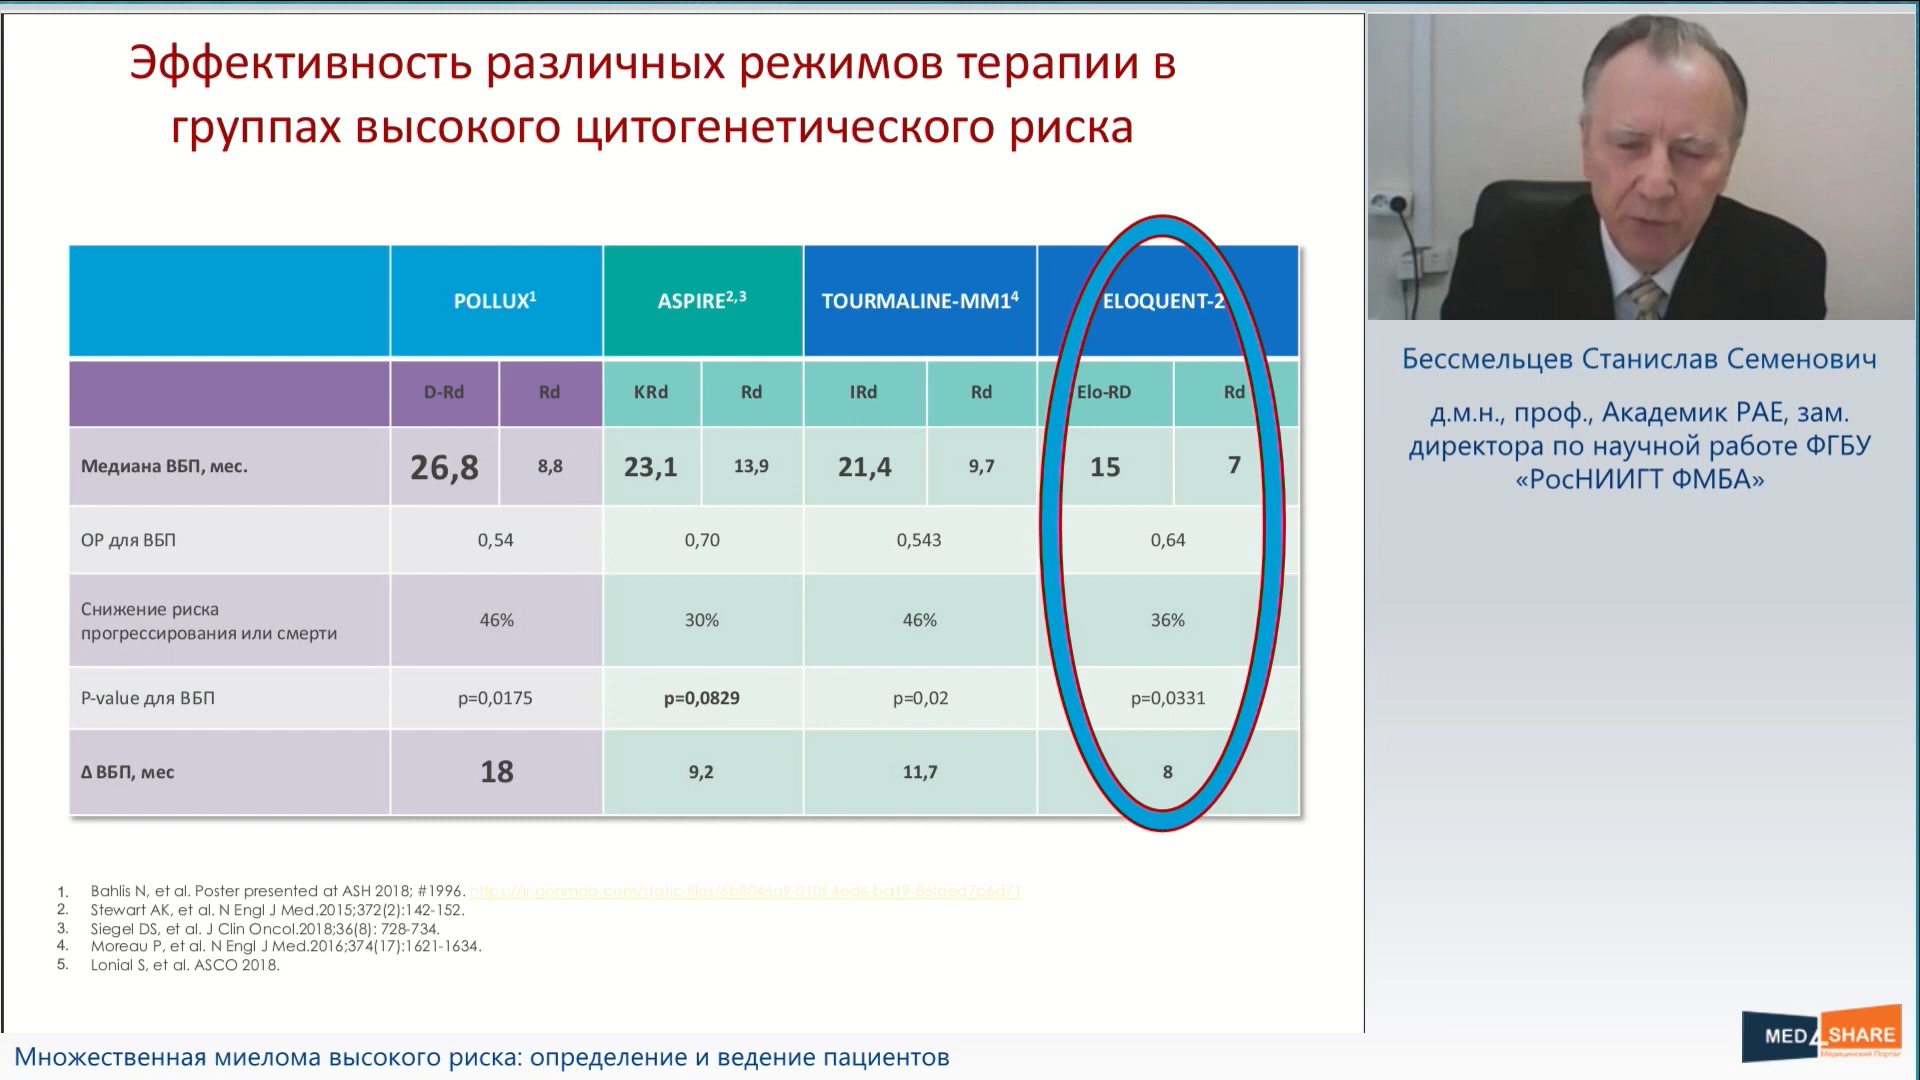 Эффективность различных режимов терапии в
группах высокого цитогенетического риска
POLLUX1 ASPIRE2,3 TOURMALINE-MM14 ELOQUENT-2
D-Rd Rd KRd Rd IRd Rd Elo-RD Rd
Медиана ВБП, мес. 26,8 8,8 23,1 13,9 21,4 9,7 15 7
ОР для ВБП 0,54 0,70 0,543 0,64
Снижение риска
прогрессирования или смерти 46% 30% 46% 36%
P-value для ВБП p=0,0175 p=0,0829 p=0,02 p=0,0331
Δ ВБП, мес 18 9,2 11,7 8
1. Bahlis N, et al. Poster presented at ASH 2018; #1996.
2. Stewart AK, et al. N Engl J Med.2015;372(2):142-152.
3. Siegel DS, et al. J Clin Oncol.2018;36(8): 728-734.
4. Moreau P, et al. N Engl J Med.2016;374(17):1621-1634.
5. Lonial S, et al. ASCO 2018.
Бессмельцев Станислав Семенович
д.м.н., проф., Академик РАЕ, зам.
директора по научной работе ФГБУ
«РосНИИГТ ФМБА»
MED4SHARE
Медицинский Портал
Множественная миелома высокого риска: определение и ведение пациентов